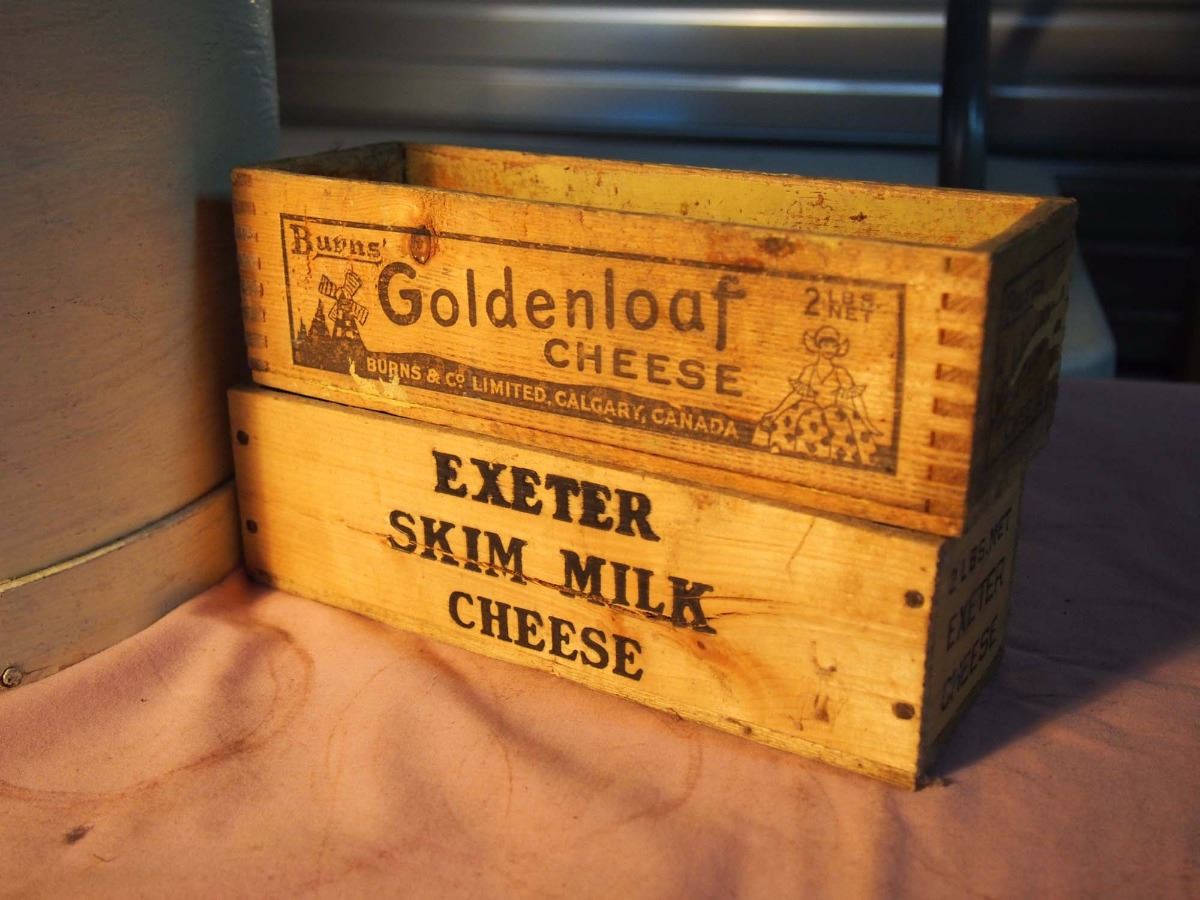 Burns'
Goldenloaf
CHEESE
2 LBS.
NET
BURNS & CO. LIMITED, CALGARY, CANADA
EXETER
SKIM MILK
CHEESE
2 LBS. NET
EXETER
CHEESE